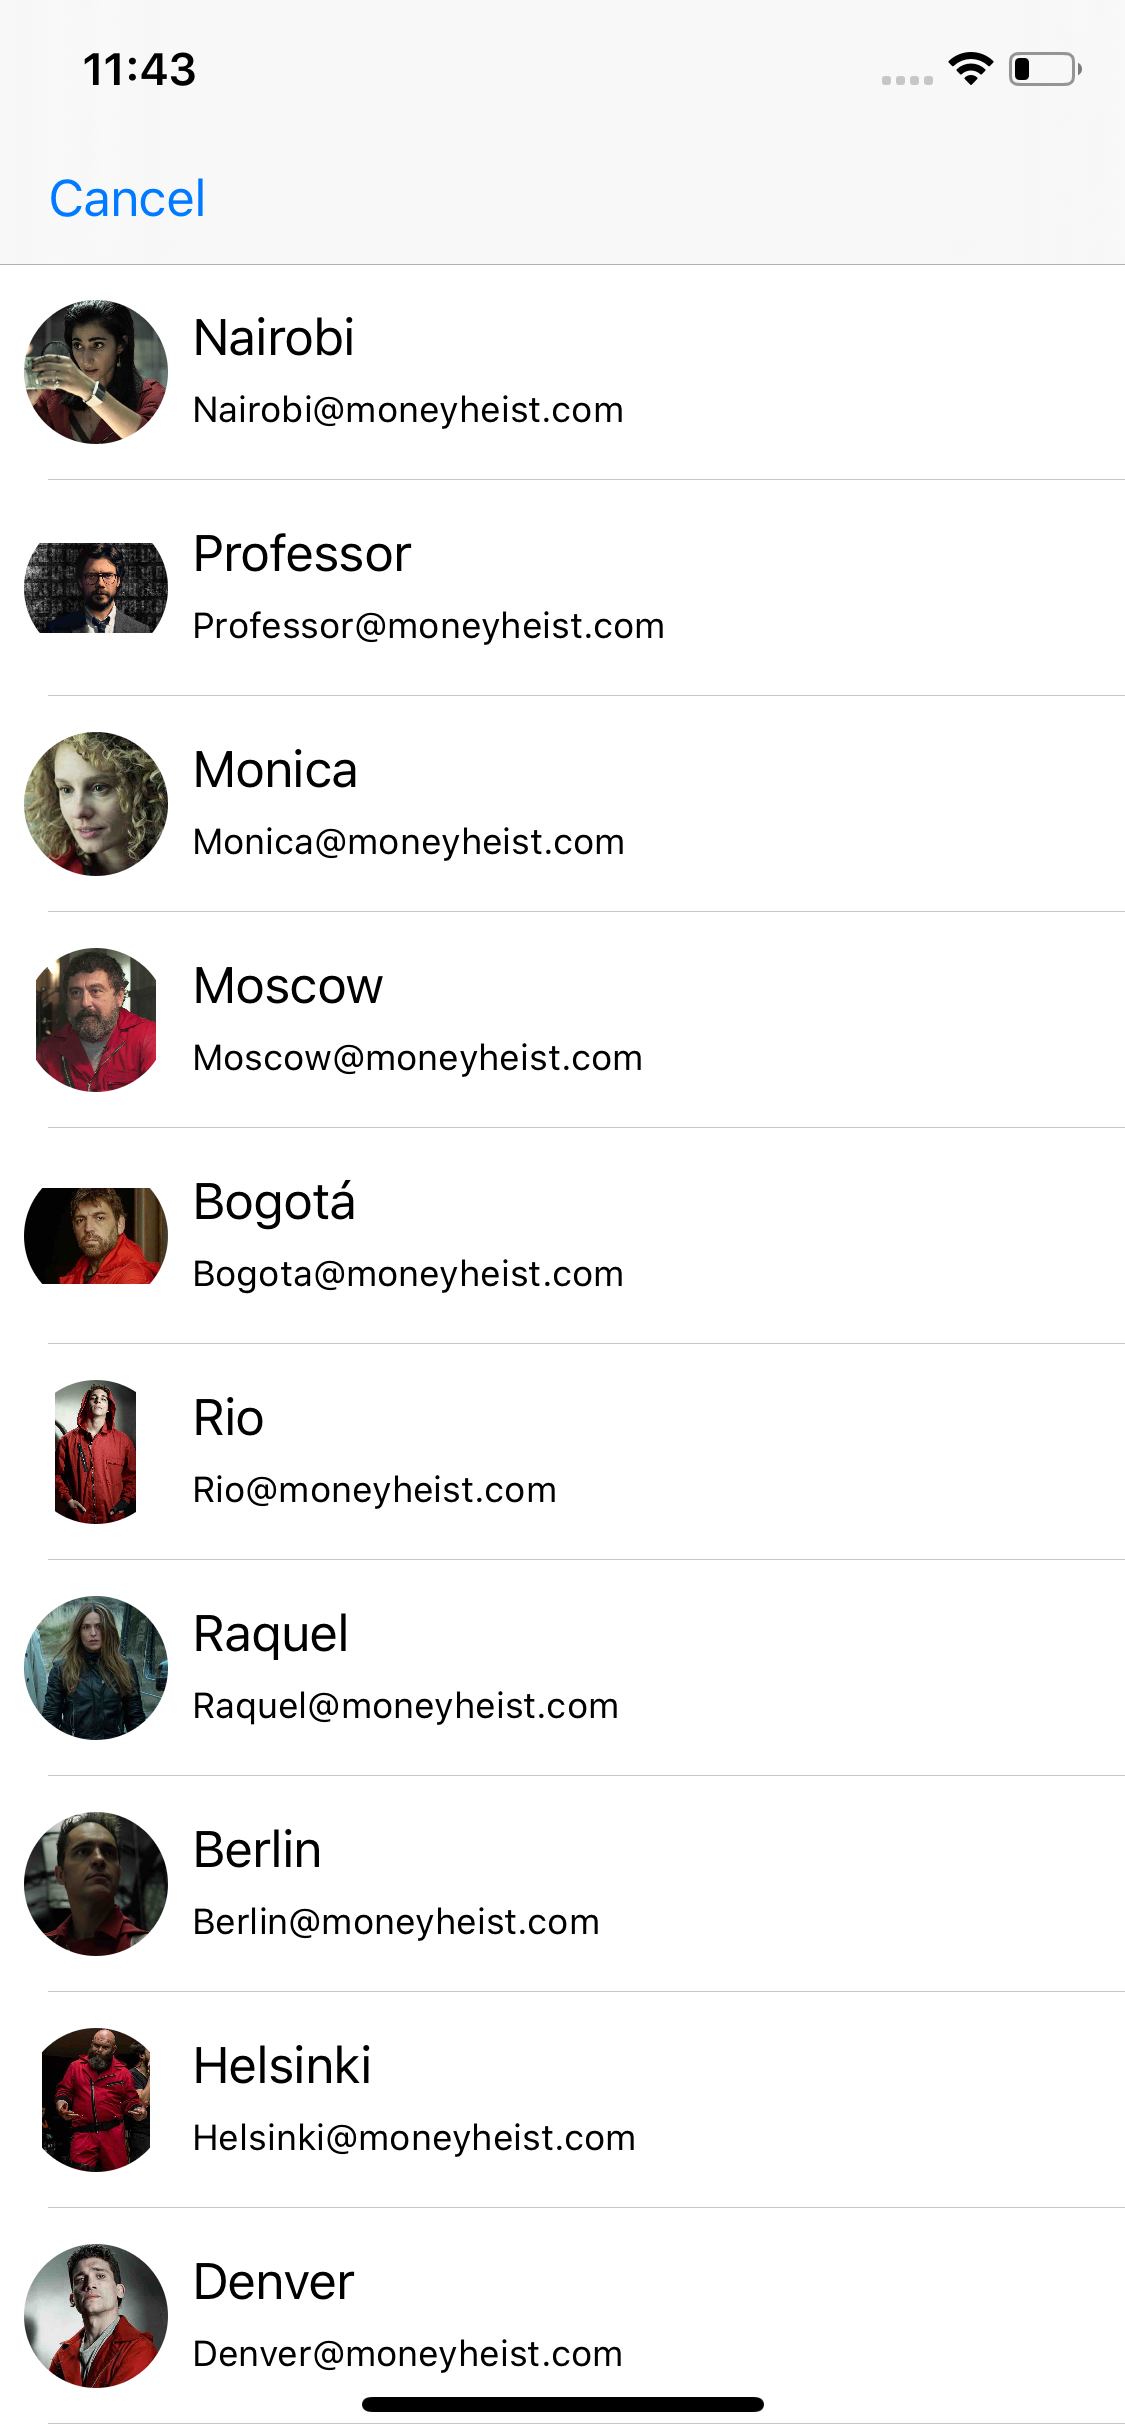 11:43
Cancel
Nairobi
Nairobi@moneyheist.com
Professor
Professor@moneyheist.com
Monica
Monica@moneyheist.com
Moscow
Moscow@moneyheist.com
Bogotá
Bogota@moneyheist.com
Rio
Rio@moneyheist.com
Raquel
Raquel@moneyheist.com
Berlin
Berlin@moneyheist.com
Helsinki
Helsinki@moneyheist.com
Denver
Denver@moneyheist.com